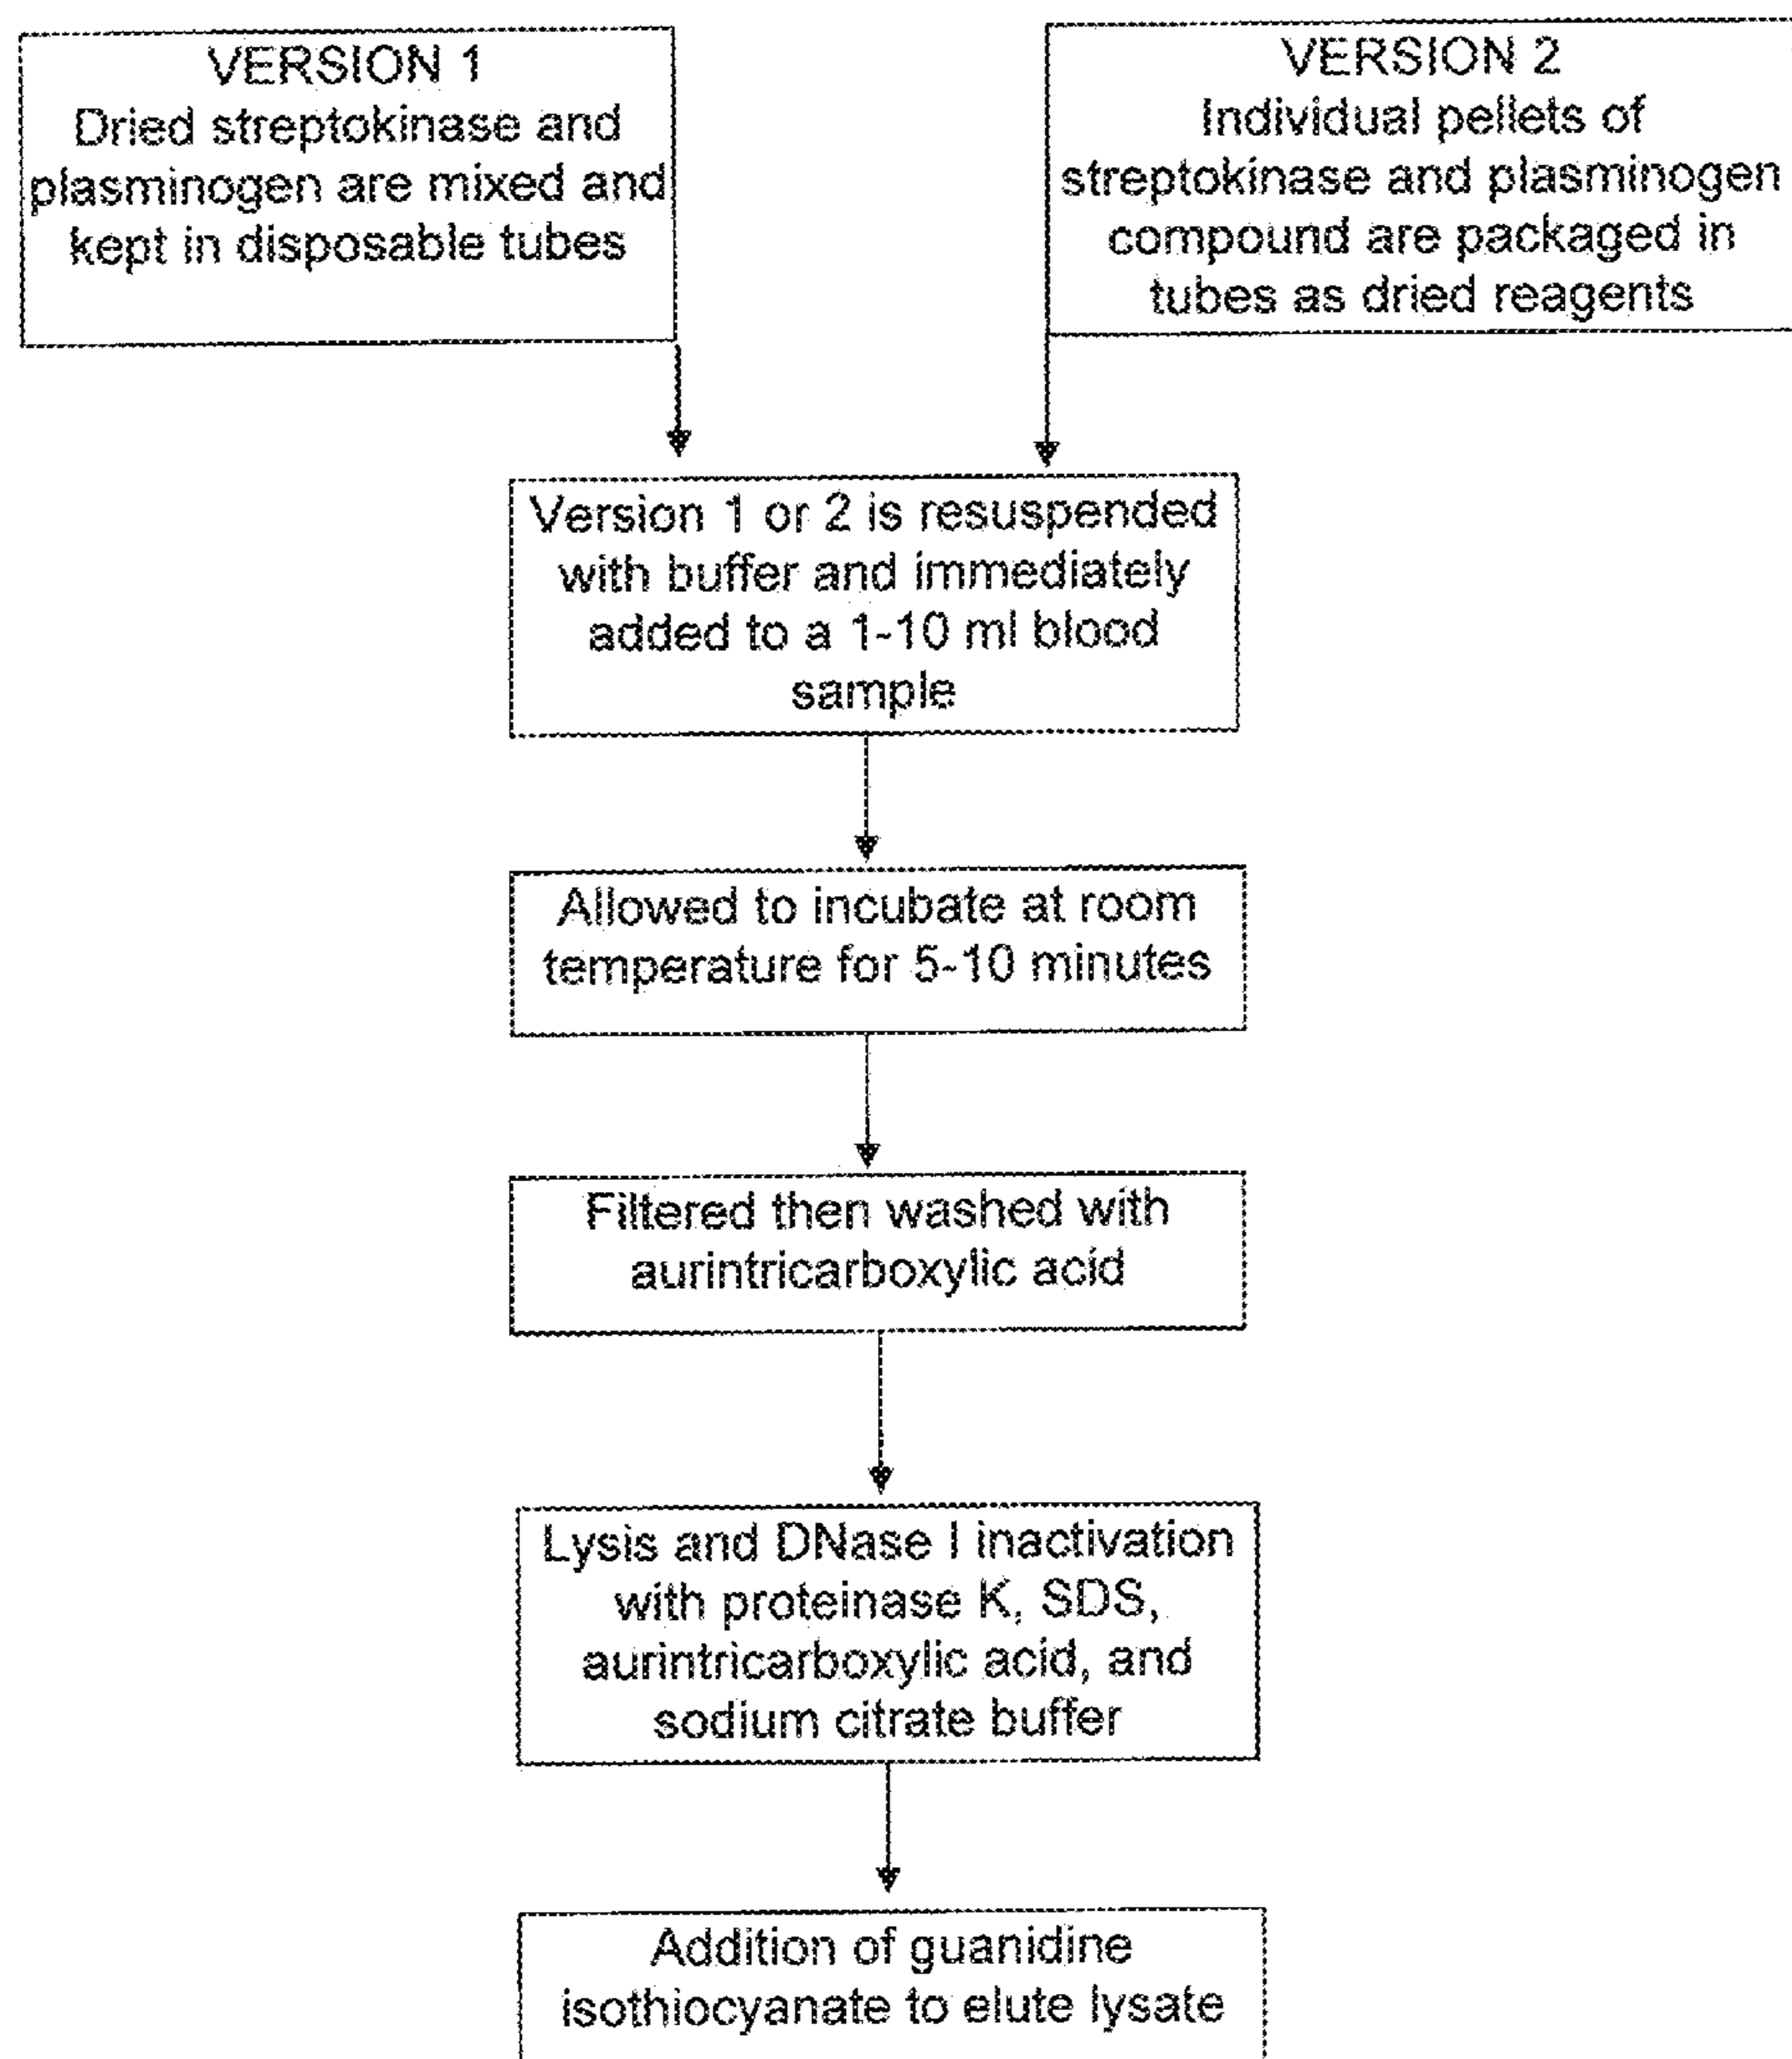 VERSION 1
Dried streptokinase and
plasminogen are mixed and
kept in disposable tubes
VERSION 2
Individual pellets of
streptokinase and plasminogen
compound are packaged in
tubes as dried reagents
Version 1 or 2 is resuspended
with buffer and immediately
added to a 1-10 ml blood
sample
Allowed to incubate at room
temperature for 5-10 minutes
Filtered then washed with
aurintricarboxylic acid
Lysis and DNase I inactivation
with proteinase K, SDS,
aurintricarboxylic acid, and
sodium citrate buffer
Addition of guanidine
isothiocyanate to elute lysate